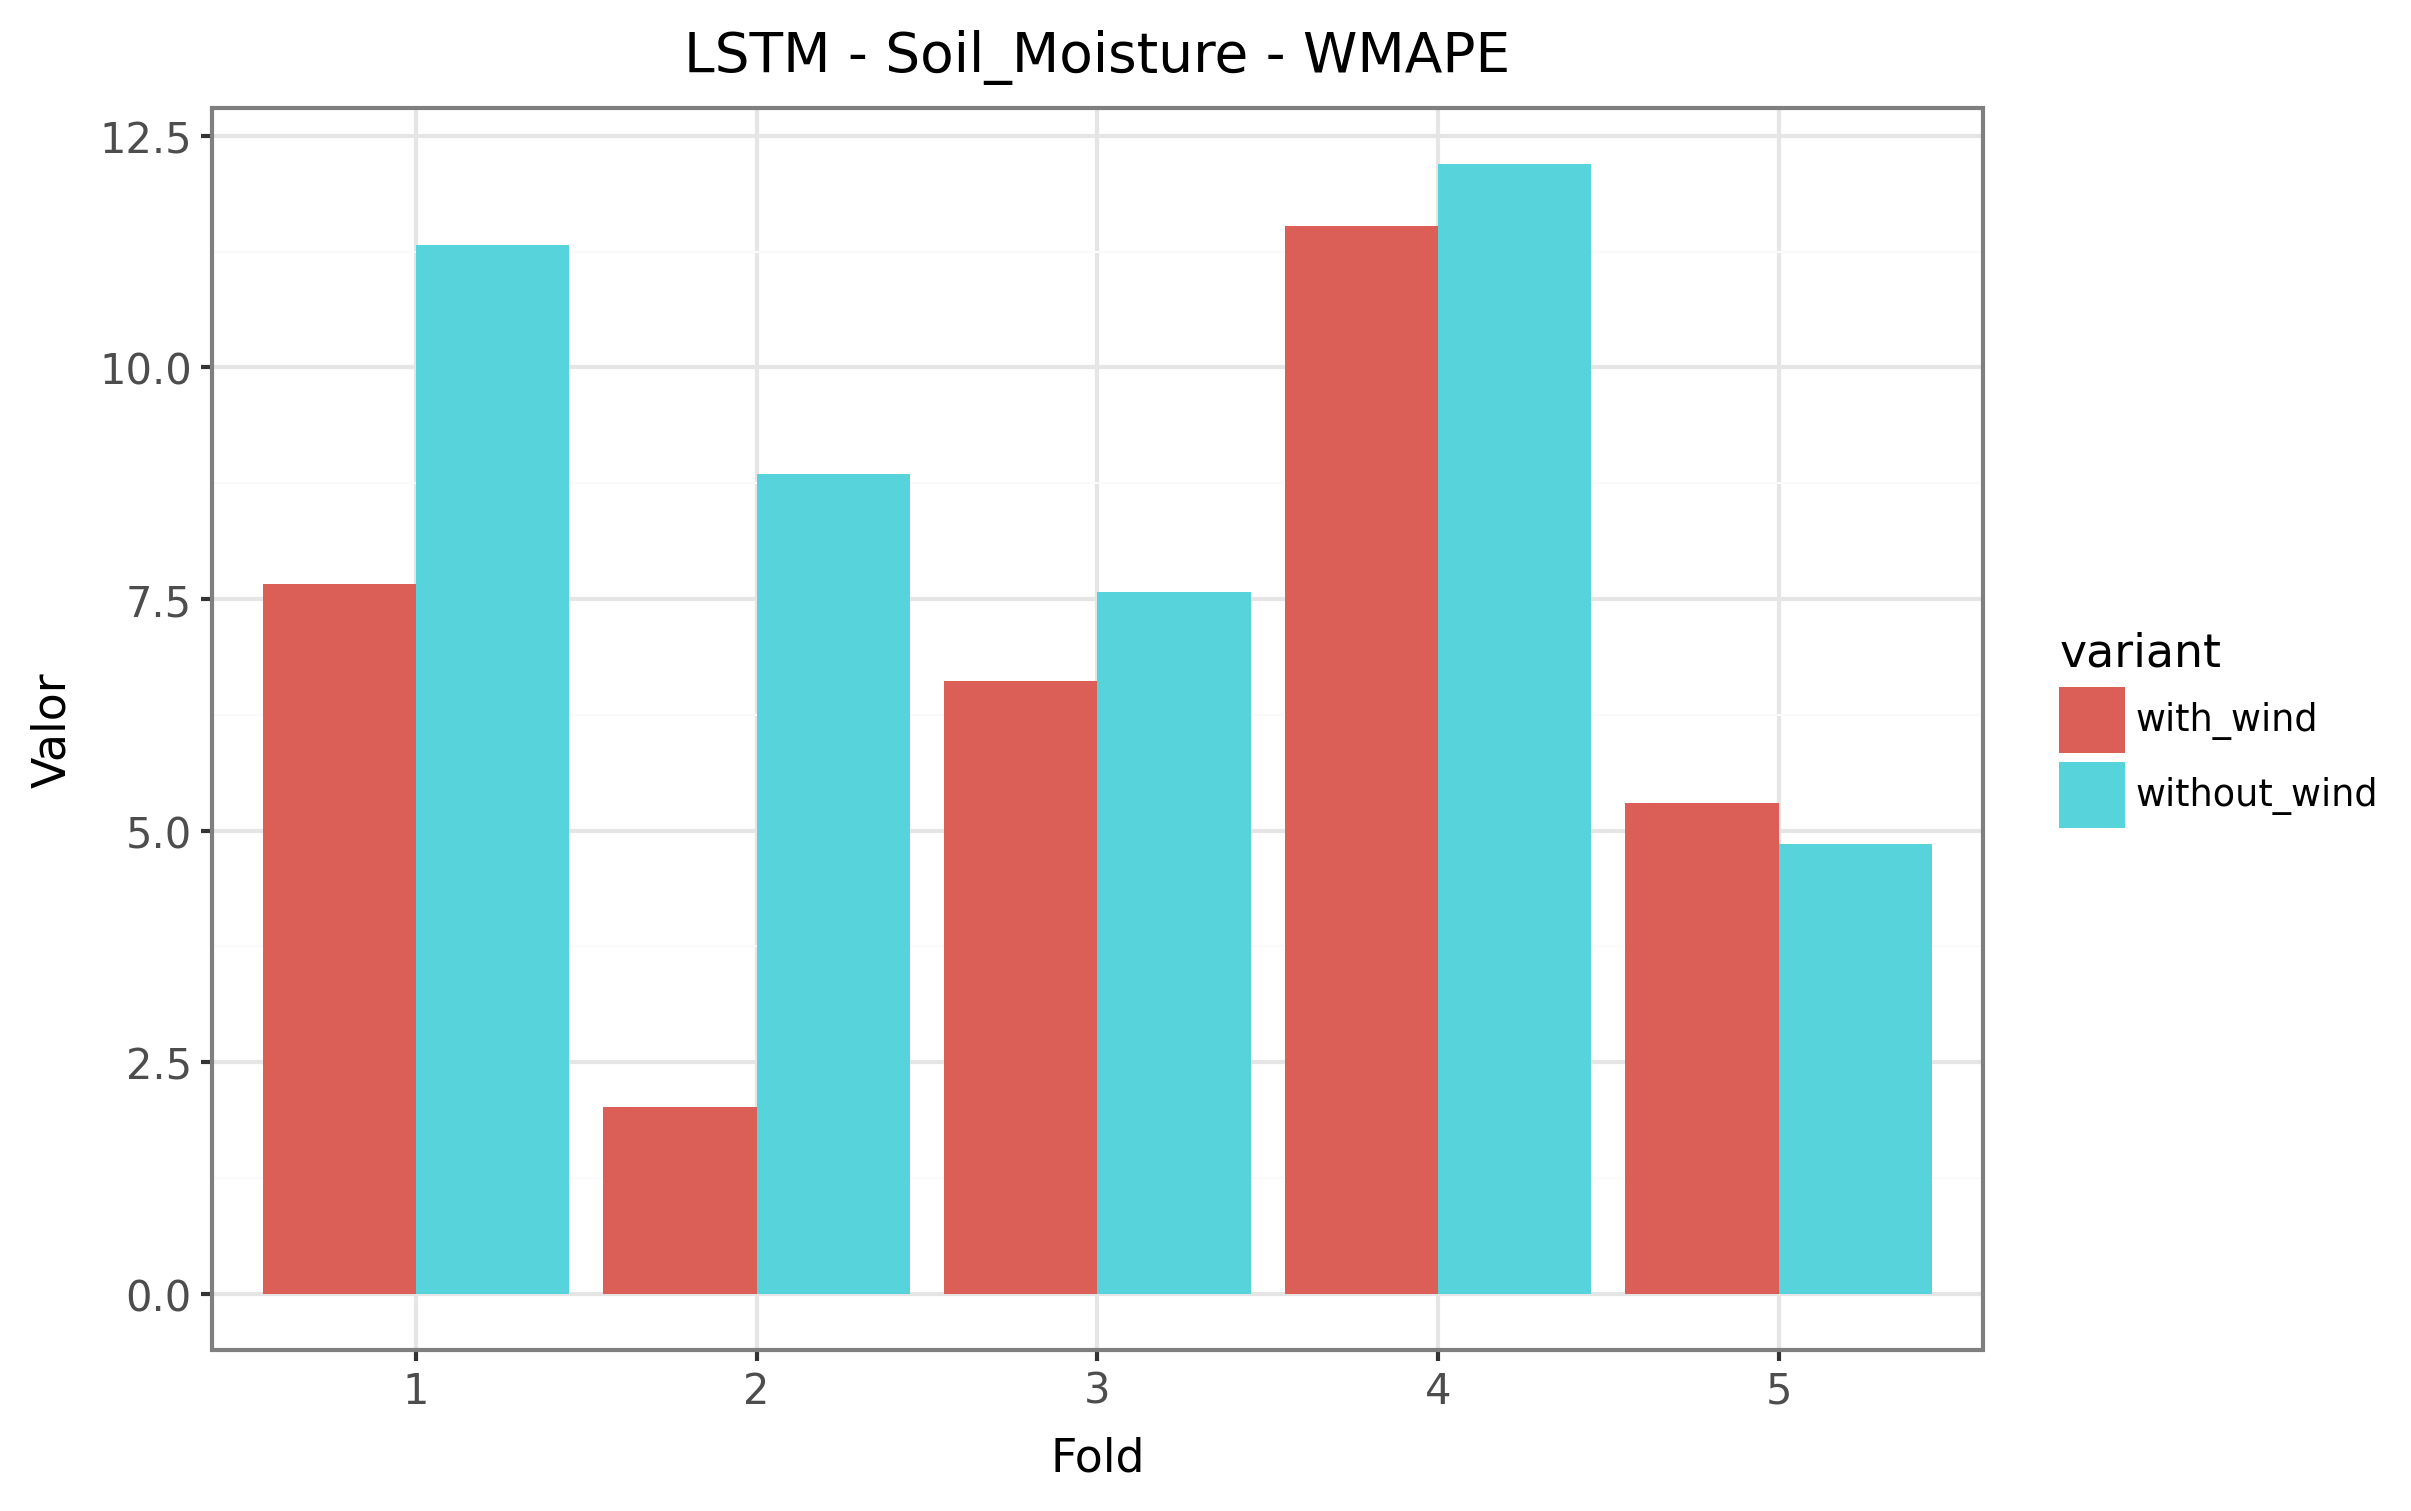 LSTM - Soil_Moisture - WMAPE
12.5
10.0
7.5
5.0
2.5
0.0
Valor
1 2 3 4 5
Fold
variant
with_wind
without_wind